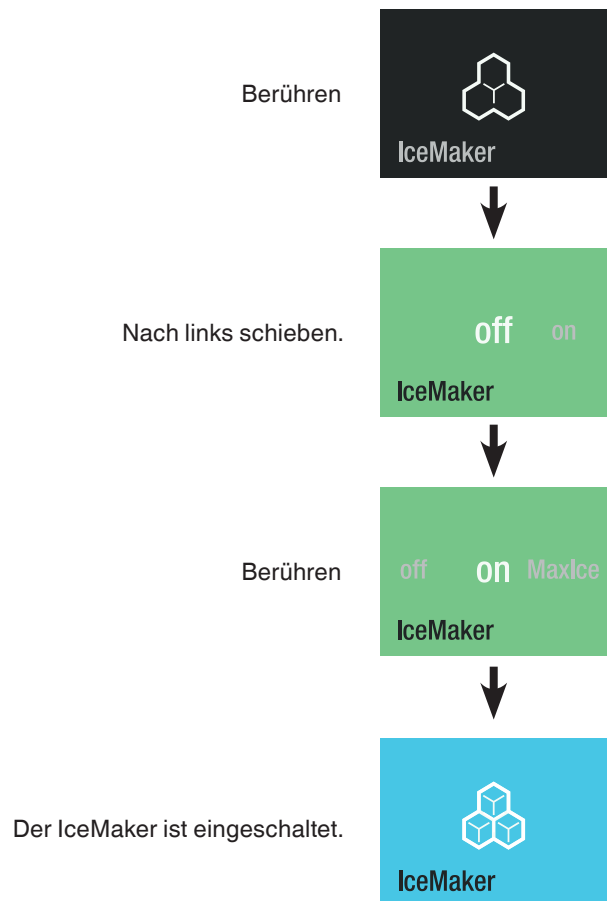 Berühren
IceMaker
Nach links schieben.
off on
IceMaker
Berühren
off on MaxIce
IceMaker
Der IceMaker ist eingeschaltet.
IceMaker